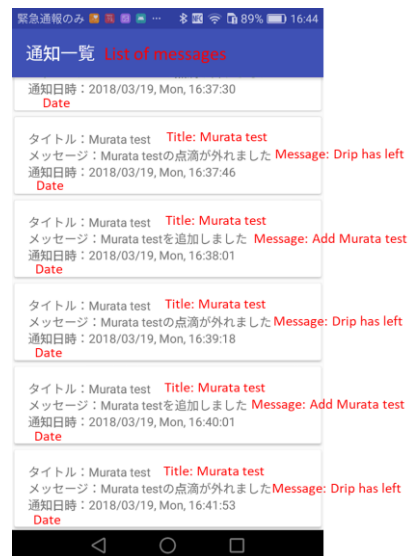 緊急通報のみ ... 89% 16:44
通知一覧 List of messages
通知日時：2018/03/19, Mon, 16:37:30
Date
タイトル：Murata test Title: Murata test
メッセージ：Murata testの点滴が外れました Message: Drip has left
通知日時：2018/03/19, Mon, 16:37:46
Date
タイトル：Murata test Title: Murata test
メッセージ：Murata testを追加しました Message: Add Murata test
通知日時：2018/03/19, Mon, 16:38:01
Date
タイトル：Murata test Title: Murata test
メッセージ：Murata testの点滴が外れました Message: Drip has left
通知日時：2018/03/19, Mon, 16:39:18
Date
タイトル：Murata test Title: Murata test
メッセージ：Murata testを追加しました Message: Add Murata test
通知日時：2018/03/19, Mon, 16:40:01
Date
タイトル：Murata test Title: Murata test
メッセージ：Murata testの点滴が外れました Message: Drip has left
通知日時：2018/03/19, Mon, 16:41:53
Date